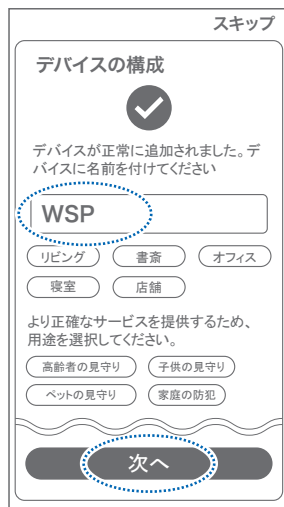 スキップ
デバイスの構成
デバイスが正常に追加されました。デ
バイスに名前を付けてください
WSP
リビング 書斎 オフィス
寝室 店舗
より正確なサービスを提供するため、
用途を選択してください。
高齢者の見守り 子供の見守り
ペットの見守り 家庭の防犯
次へ